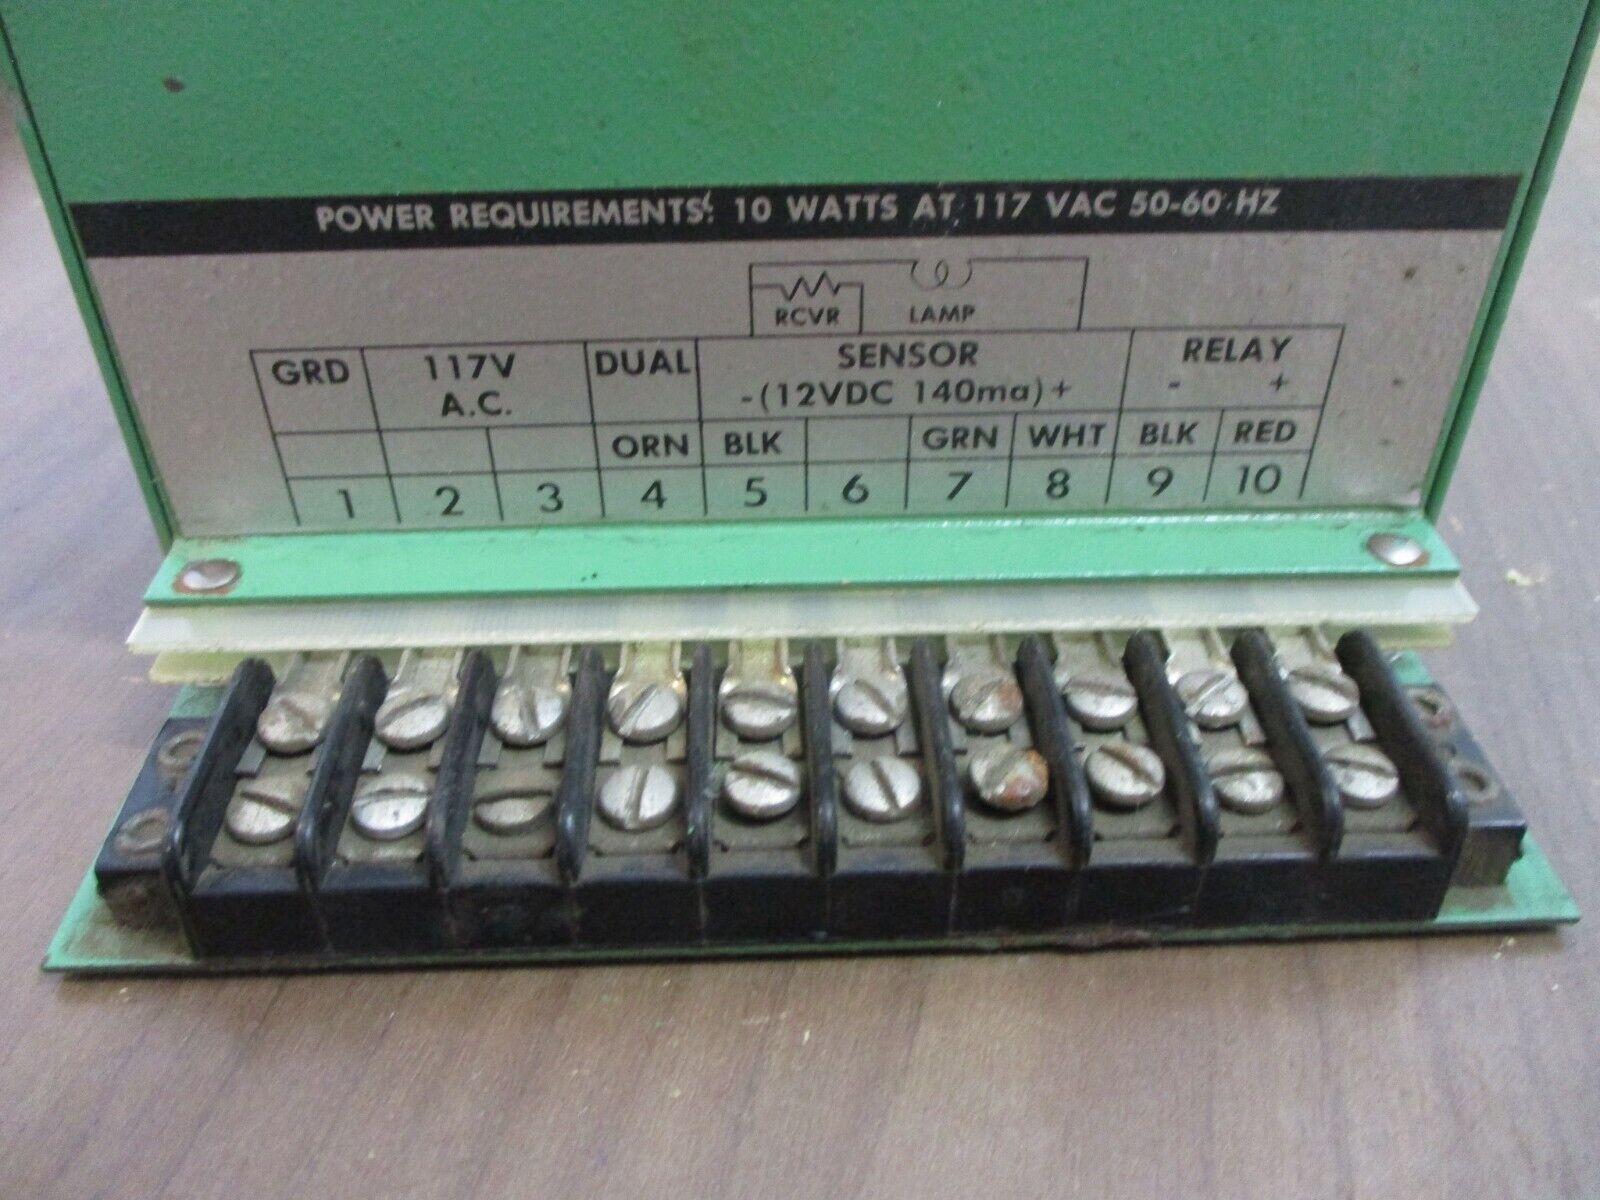 POWER REQUIREMENTS: 10 WATTS AT 117 VAC 50-60 HZ
RCVR LAMP
GRD 117V DUAL SENSOR RELAY
A.C. -(12VDC 140ma)+ - +
ORN BLK GRN WHT BLK RED
1 2 3 4 5 6 7 8 9 10